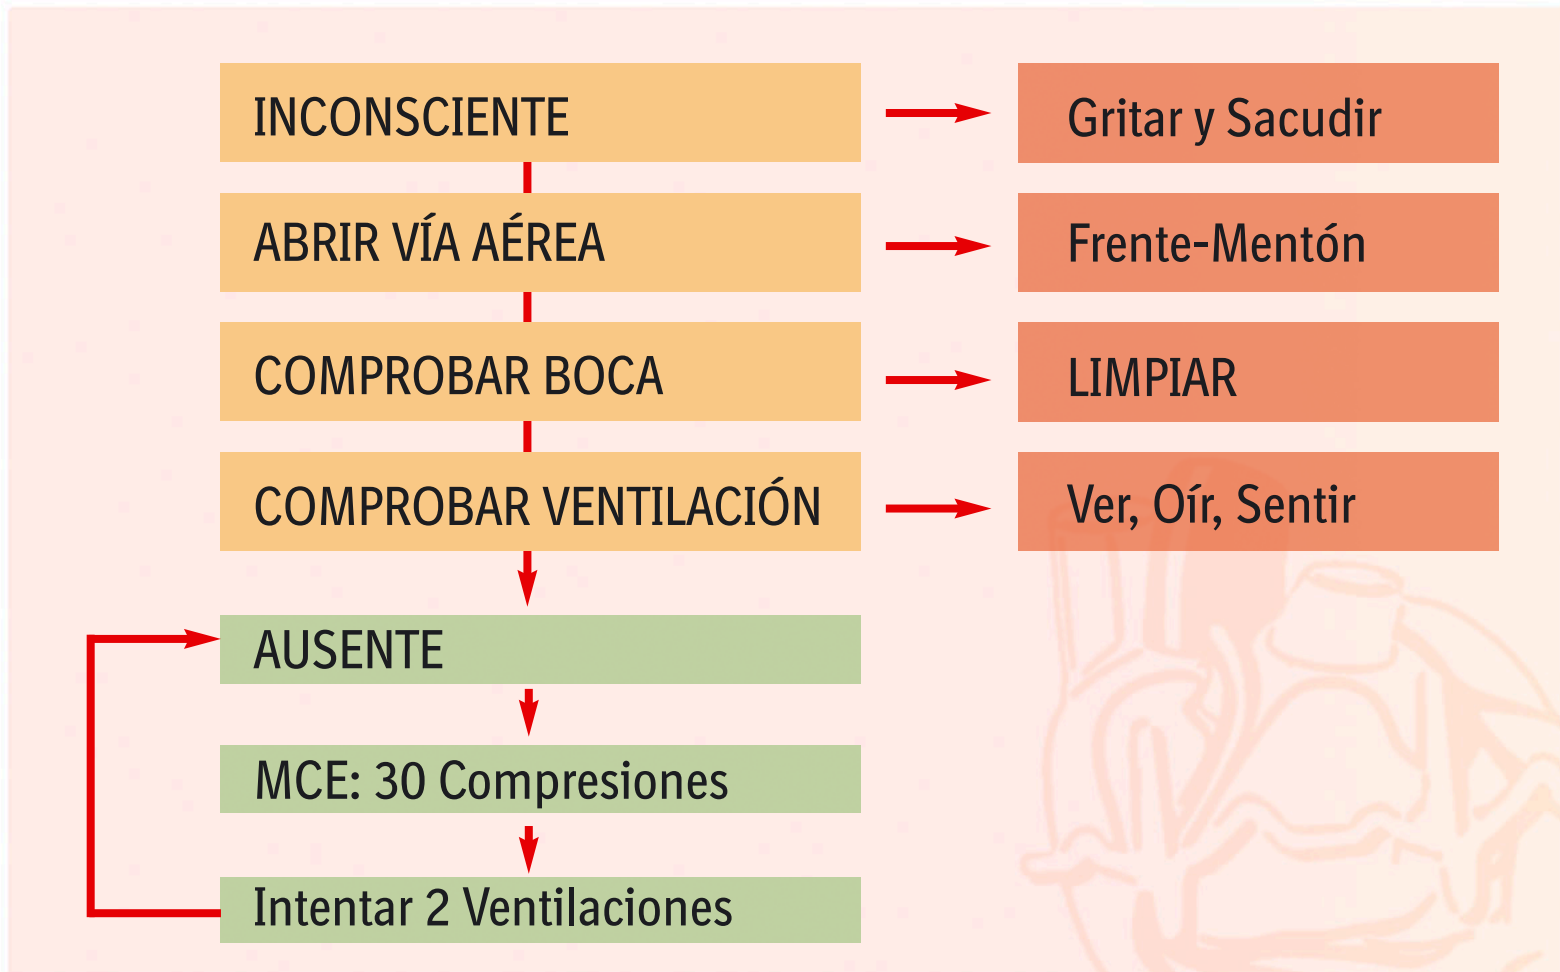 INCONSCIENTE
Gritar y Sacudir
ABRIR VÍA AÉREA
Frente-Mentón
COMPROBAR BOCA
LIMPIAR
COMPROBAR VENTILACIÓN
Ver, Oír, Sentir
AUSENTE
MCE: 30 Compresiones
Intentar 2 Ventilaciones